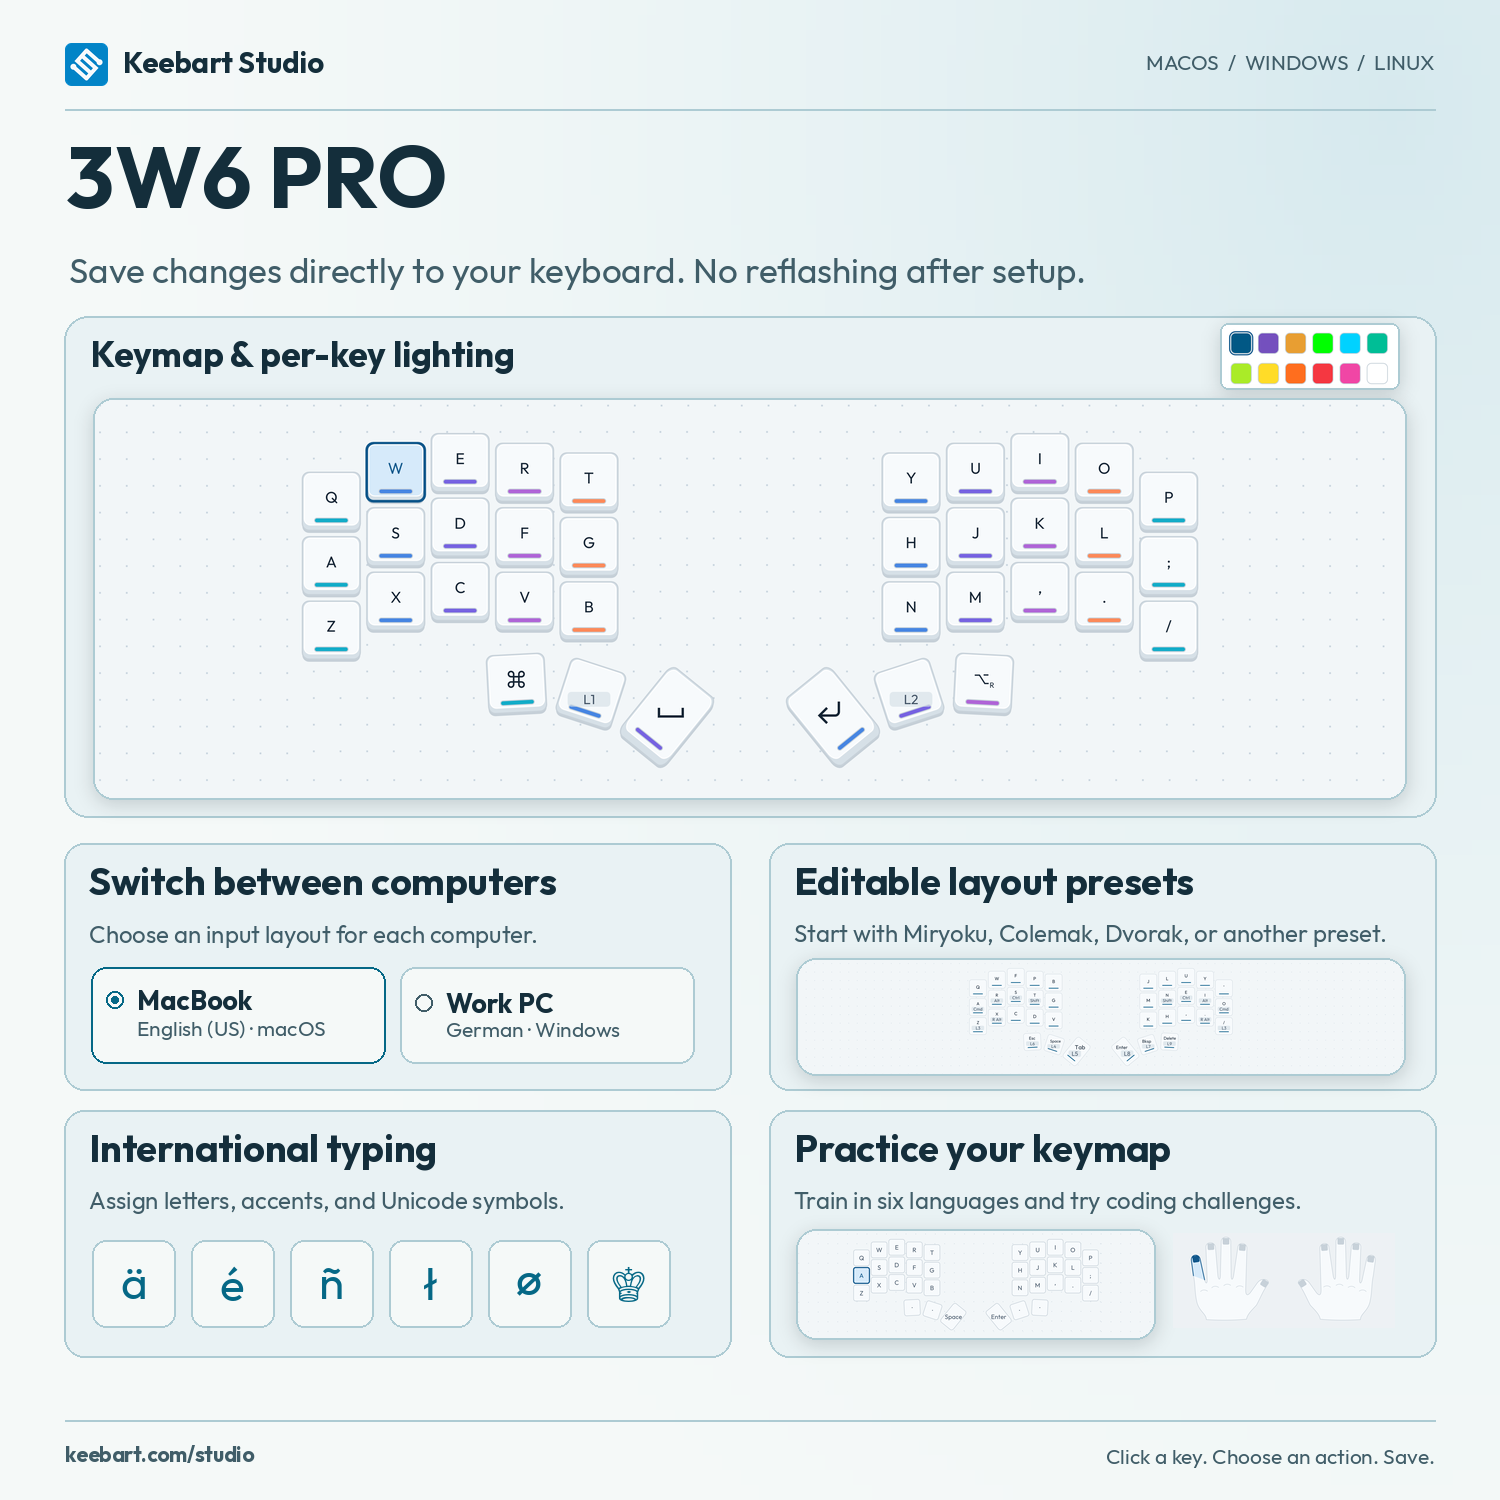 Keebart Studio
MACOS / WINDOWS / LINUX
3W6 PRO
Save changes directly to your keyboard. No reflashing after setup.
Keymap & per-key lighting
Q W E R T Y U I O P
A S D F G H J K L ;
Z X C V B N M , . /
⌘ L1 ⎵ ↵ L2 ⌥R
Switch between computers
Choose an input layout for each computer.
MacBook
English (US) · macOS
Work PC
German · Windows
Editable layout presets
Start with Miryoku, Colemak, Dvorak, or another preset.
Q W F P B J L U Y
International typing
Assign letters, accents, and Unicode symbols.
ä é ñ ł ø ♔
Practice your keymap
Train in six languages and try coding challenges.
Q W E R T Y U I O P
A S D F G H J K L ;
Z X C V B N M , . /
Space Enter
keebart.com/studio
Click a key. Choose an action. Save.